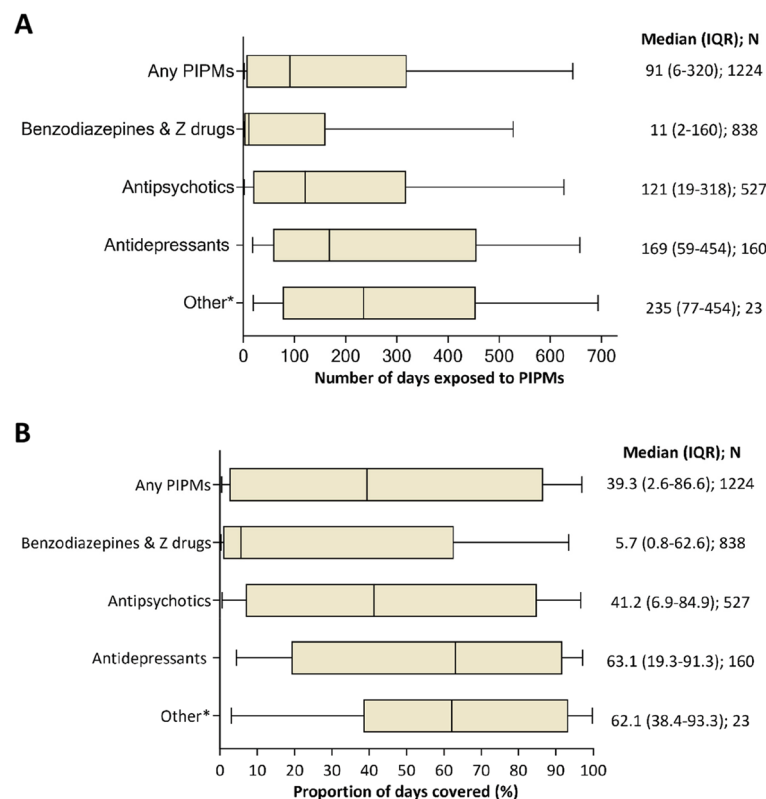 A
Median (IQR); N
Any PIPMs
91 (6-320); 1224
Benzodiazepines & Z drugs
11 (2-160); 838
Antipsychotics
121 (19-318); 527
Antidepressants
169 (59-454); 160
Other*
235 (77-454); 23
0 100 200 300 400 500 600 700
Number of days exposed to PIPMs
B
Median (IQR); N
Any PIPMs
39.3 (2.6-86.6); 1224
Benzodiazepines & Z drugs
5.7 (0.8-62.6); 838
Antipsychotics
41.2 (6.9-84.9); 527
Antidepressants
63.1 (19.3-91.3); 160
Other*
62.1 (38.4-93.3); 23
0 10 20 30 40 50 60 70 80 90 100
Proportion of days covered (%)